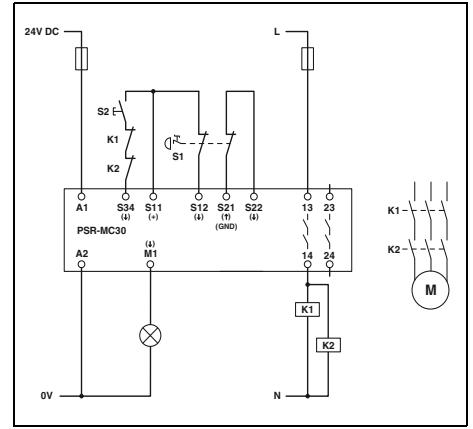 24V DC
L
S2
K1
K2
S1
A1 S34 S11 S12 S21 S22 13 23
(↓) (+) (↓) (↑) (↓)
(GND)
PSR-MC30
(↓)
A2 M1 14 24
K1
K2
K1
K2
M
0V
N